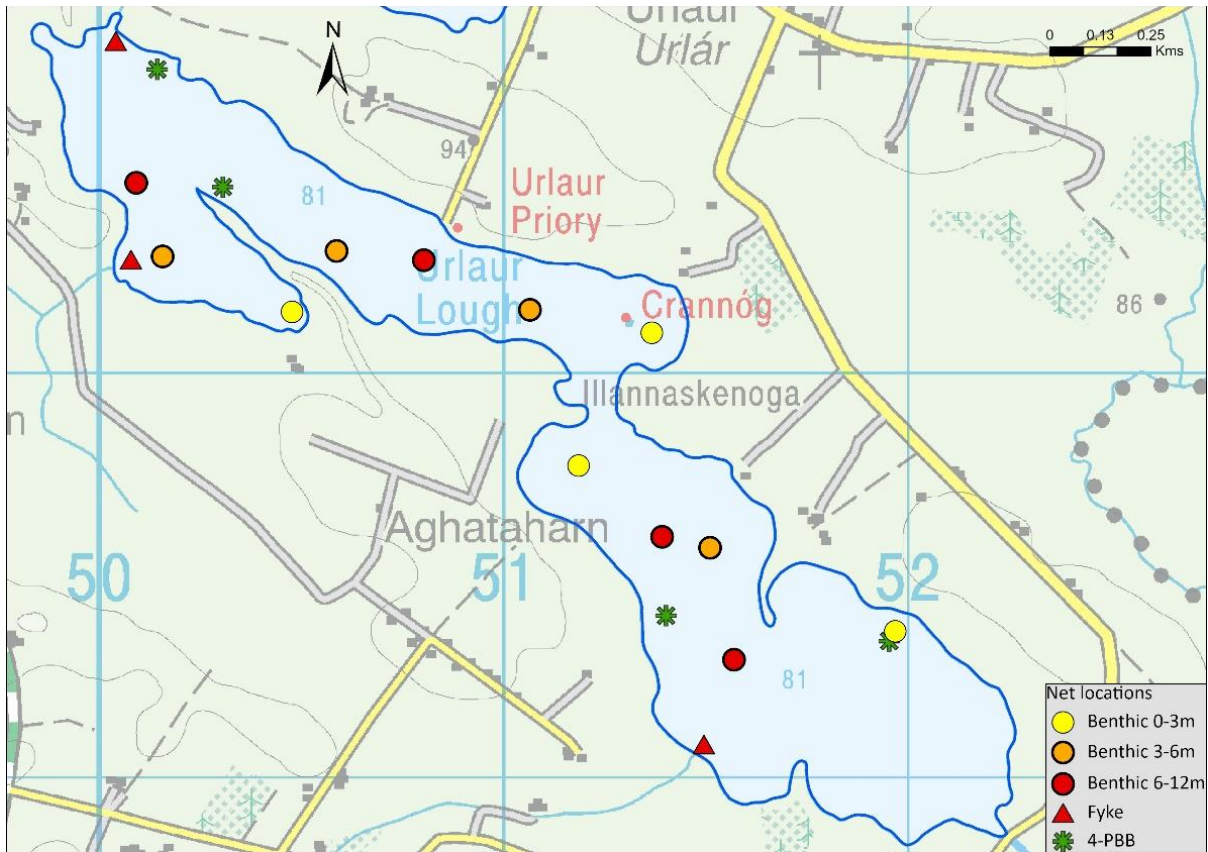 Urlaur
Urlár
N
0 0.13 0.25
Kms
94
81
Urlaur
Priory
Urlaur
Lough
Crannóg
86
Illannaskenoga
n
Aghataharn
50
51
52
81
Net locations
Benthic 0-3m
Benthic 3-6m
Benthic 6-12m
Fyke
4-PBB